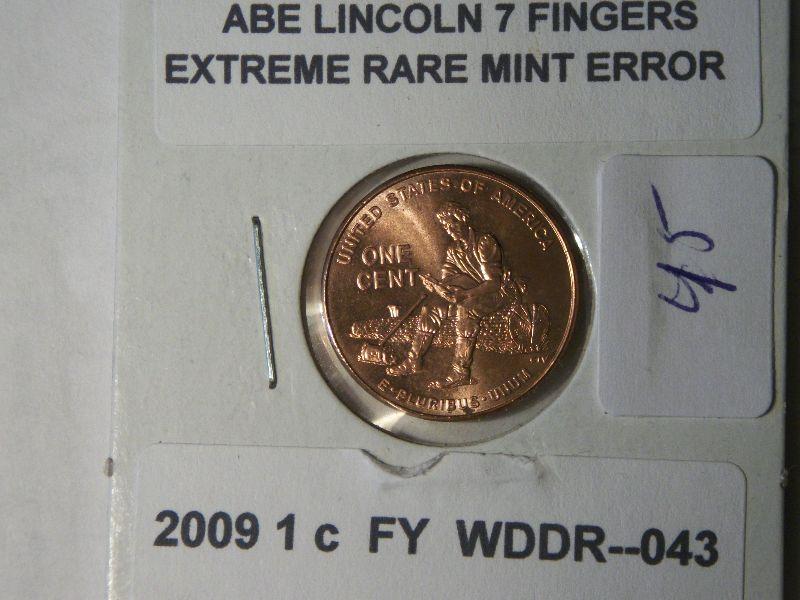 ABE LINCOLN 7 FINGERS
EXTREME RARE MINT ERROR
UNITED STATES OF AMERICA
ONE
CENT
E·PLURIBUS·UNUM
45
2009 1 c FY WDDR--043